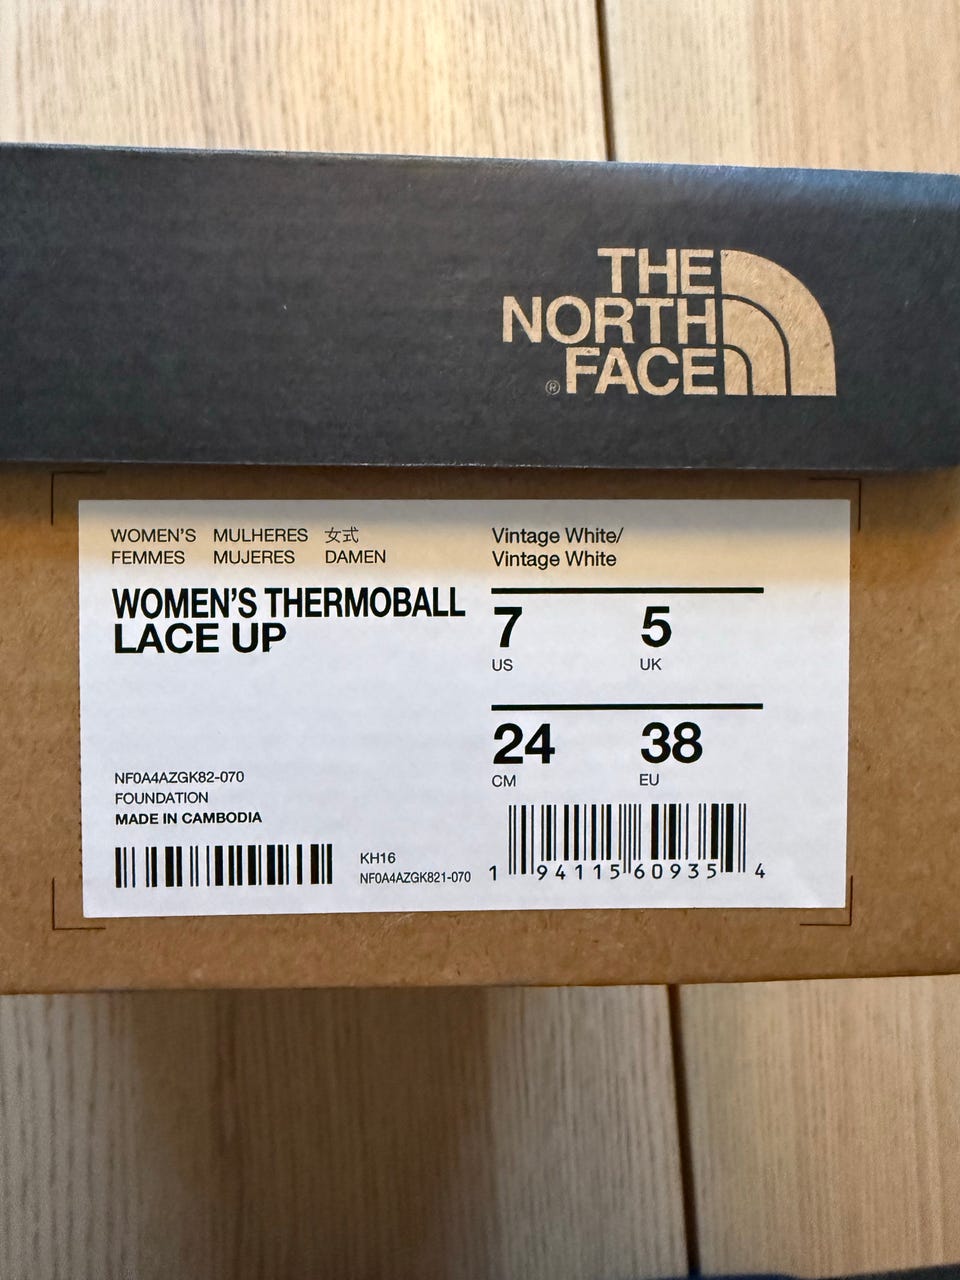 THE
NORTH
FACE
®
WOMEN'S MULHERES 女式
FEMMES MUJERES DAMEN
WOMEN'S THERMOBALL
LACE UP
NF0A4AZGK82-070
FOUNDATION
MADE IN CAMBODIA
KH16
NF0A4AZGK821-070
Vintage White/
Vintage White
7 5
US UK
24 38
CM EU
1 94115 60935 4